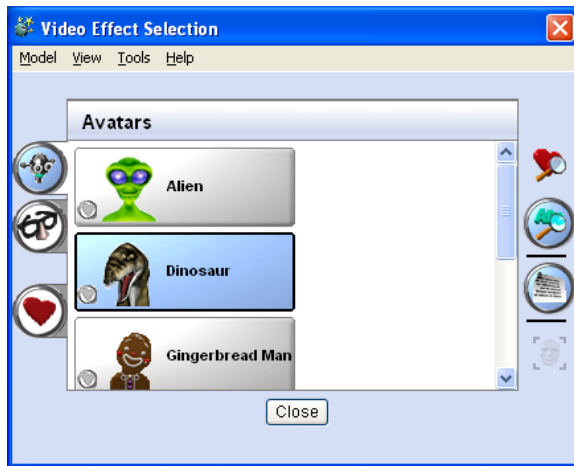 Video Effect Selection
Model View Tools Help
Avatars
Alien
Dinosaur
Gingerbread Man
Close